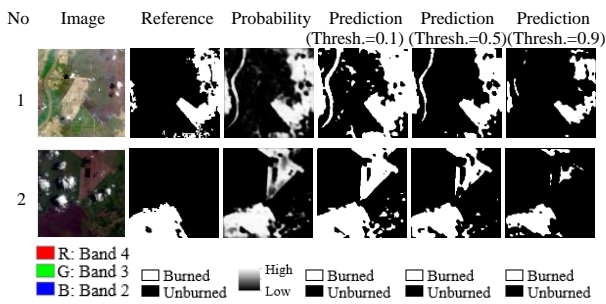 No Image Reference Probability Prediction (Thresh.=0.1) Prediction (Thresh.=0.5) Prediction (Thresh.=0.9)
1
2
R: Band 4
G: Band 3
B: Band 2
Burned
Unburned
High
Low
Burned
Unburned
Burned
Unburned
Burned
Unburned